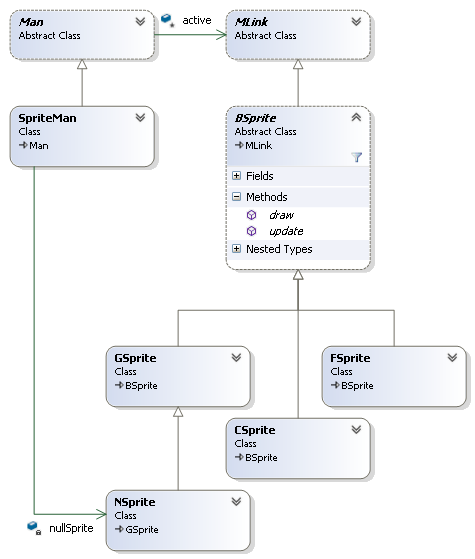 Man
Abstract Class
active
MLink
Abstract Class
SpriteMan
Class
Man
BSprite
Abstract Class
MLink
Fields
Methods
draw
update
Nested Types
GSprite
Class
BSprite
FSprite
Class
BSprite
CSprite
Class
BSprite
NSprite
Class
GSprite
nullSprite